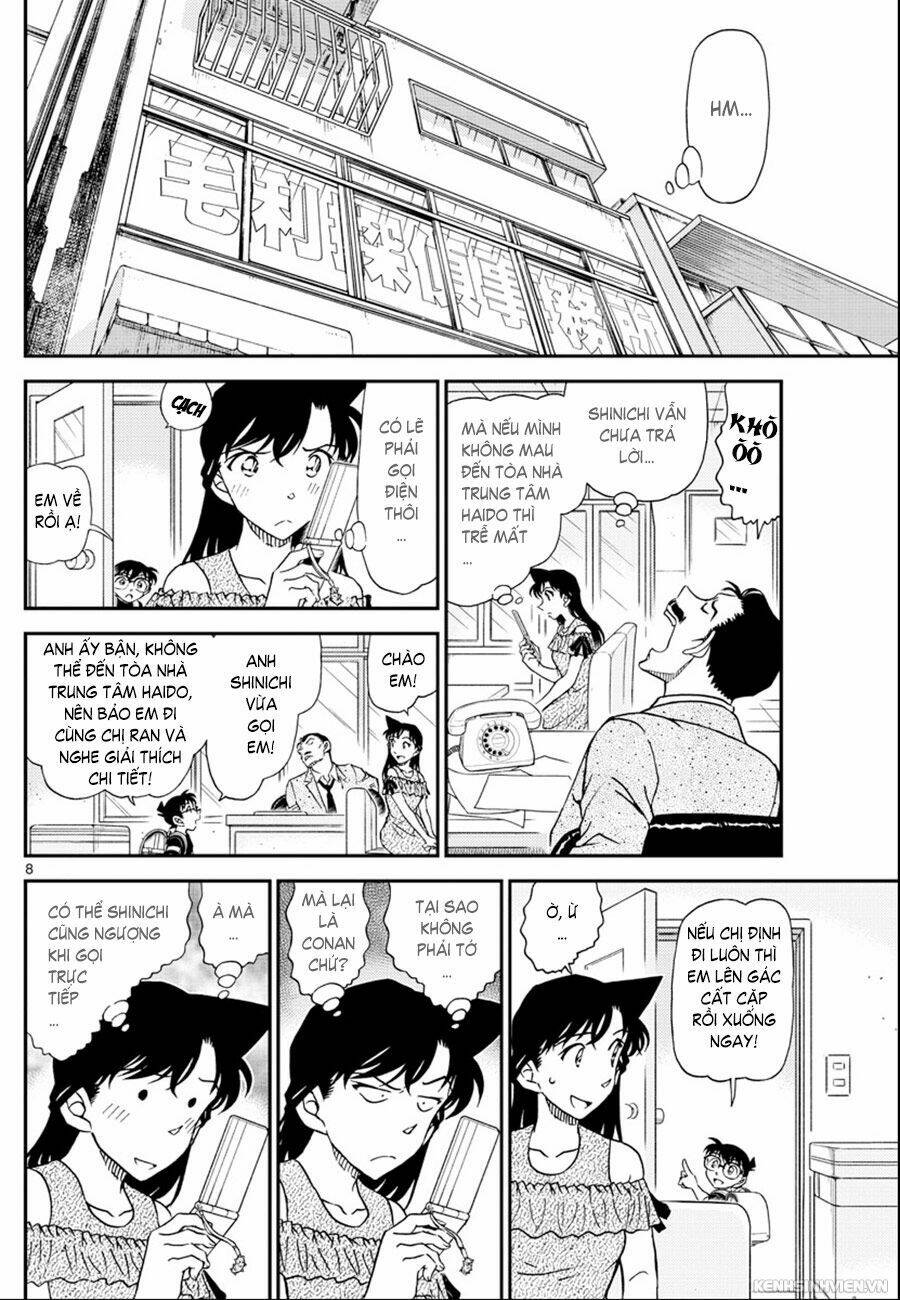 HM...
毛利探偵事務所
KHÒ
ÒÒ
...
SHINICHI VẪN
CHƯA TRẢ
LỜI...
MÀ NẾU MÌNH
KHÔNG MAU
ĐẾN TÒA NHÀ
TRUNG TÂM
HAIDO THÌ
TRỄ MẤT
...
CÓ LẼ
PHẢI
GỌI
ĐIỆN
THÔI
...
CẠCH
EM VỀ
RỒI Ạ!
CHÀO
EM!
ANH
SHINICHI
VỪA
GỌI
EM!
ANH ẤY BẬN, KHÔNG
THỂ ĐẾN TÒA NHÀ
TRUNG TÂM HAIDO,
NÊN BẢO EM ĐI
CÙNG CHỊ RAN VÀ
NGHE GIẢI THÍCH
CHI TIẾT!
8
NẾU CHỊ ĐỊNH
ĐI LUÔN THÌ
EM LÊN GÁC
CẤT CẶP
RỒI XUỐNG
NGAY!
Ờ, Ừ
...
TẠI SAO
KHÔNG
PHẢI TỚ
...
MÀ LẠI
LÀ
CONAN
CHỨ?
À MÀ
...
CÓ THỂ SHINICHI
CŨNG NGƯỢNG
KHI GỌI
TRỰC
TIẾP
...
KENHSINHVIEN.VN